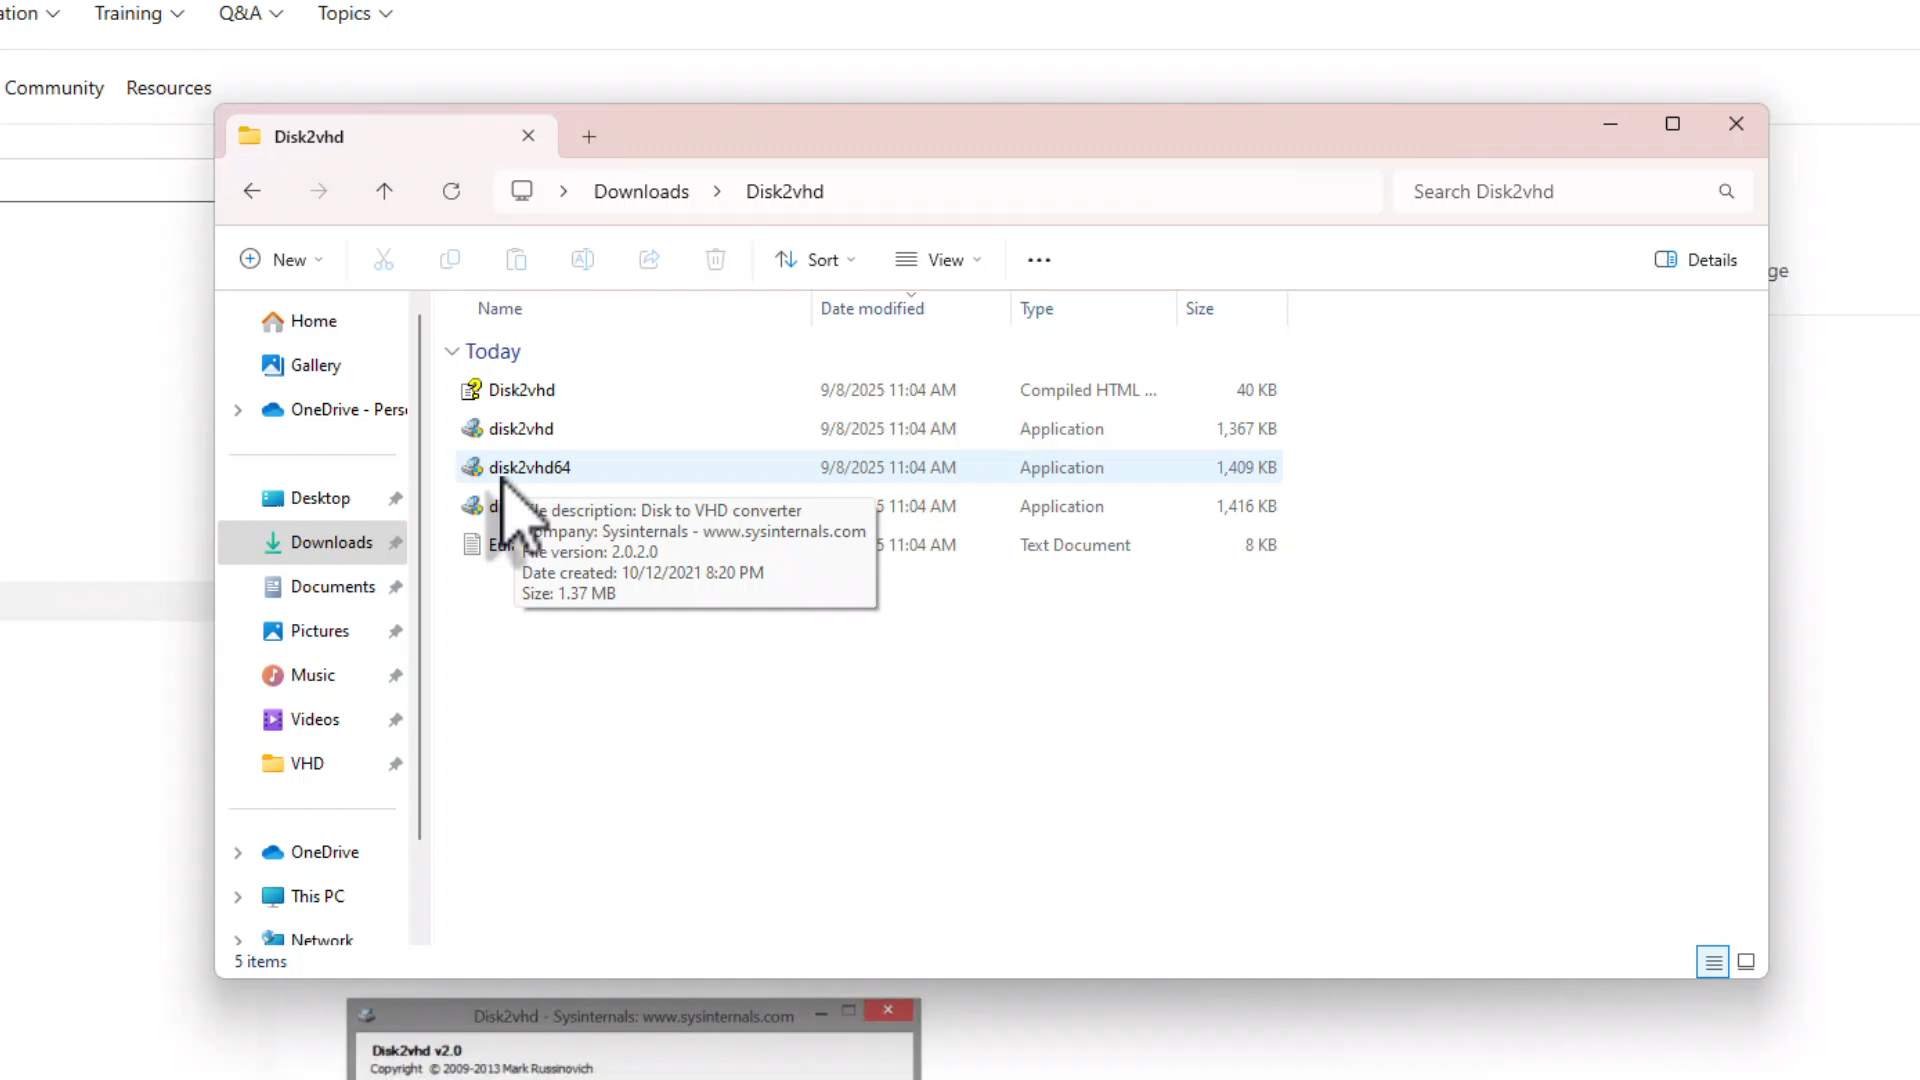 ation Training Q&A Topics
Community Resources
Disk2vhd
Downloads Disk2vhd Search Disk2vhd
New Sort View Details
ge
Name Date modified Type Size
Today
Disk2vhd 9/8/2025 11:04 AM Compiled HTML ... 40 KB
disk2vhd 9/8/2025 11:04 AM Application 1,367 KB
disk2vhd64 9/8/2025 11:04 AM Application 1,409 KB
d 5 11:04 AM Application 1,416 KB
5 11:04 AM Text Document 8 KB
le description: Disk to VHD converter
ompany: Sysinternals - www.sysinternals.com
le version: 2.0.2.0
Date created: 10/12/2021 8:20 PM
Size: 1.37 MB
Home
Gallery
OneDrive - Perso
Desktop
Downloads
Documents
Pictures
Music
Videos
VHD
OneDrive
This PC
Network
5 items
Disk2vhd - Sysinternals: www.sysinternals.com
Disk2vhd v2.0
Copyright © 2009-2013 Mark Russinovich